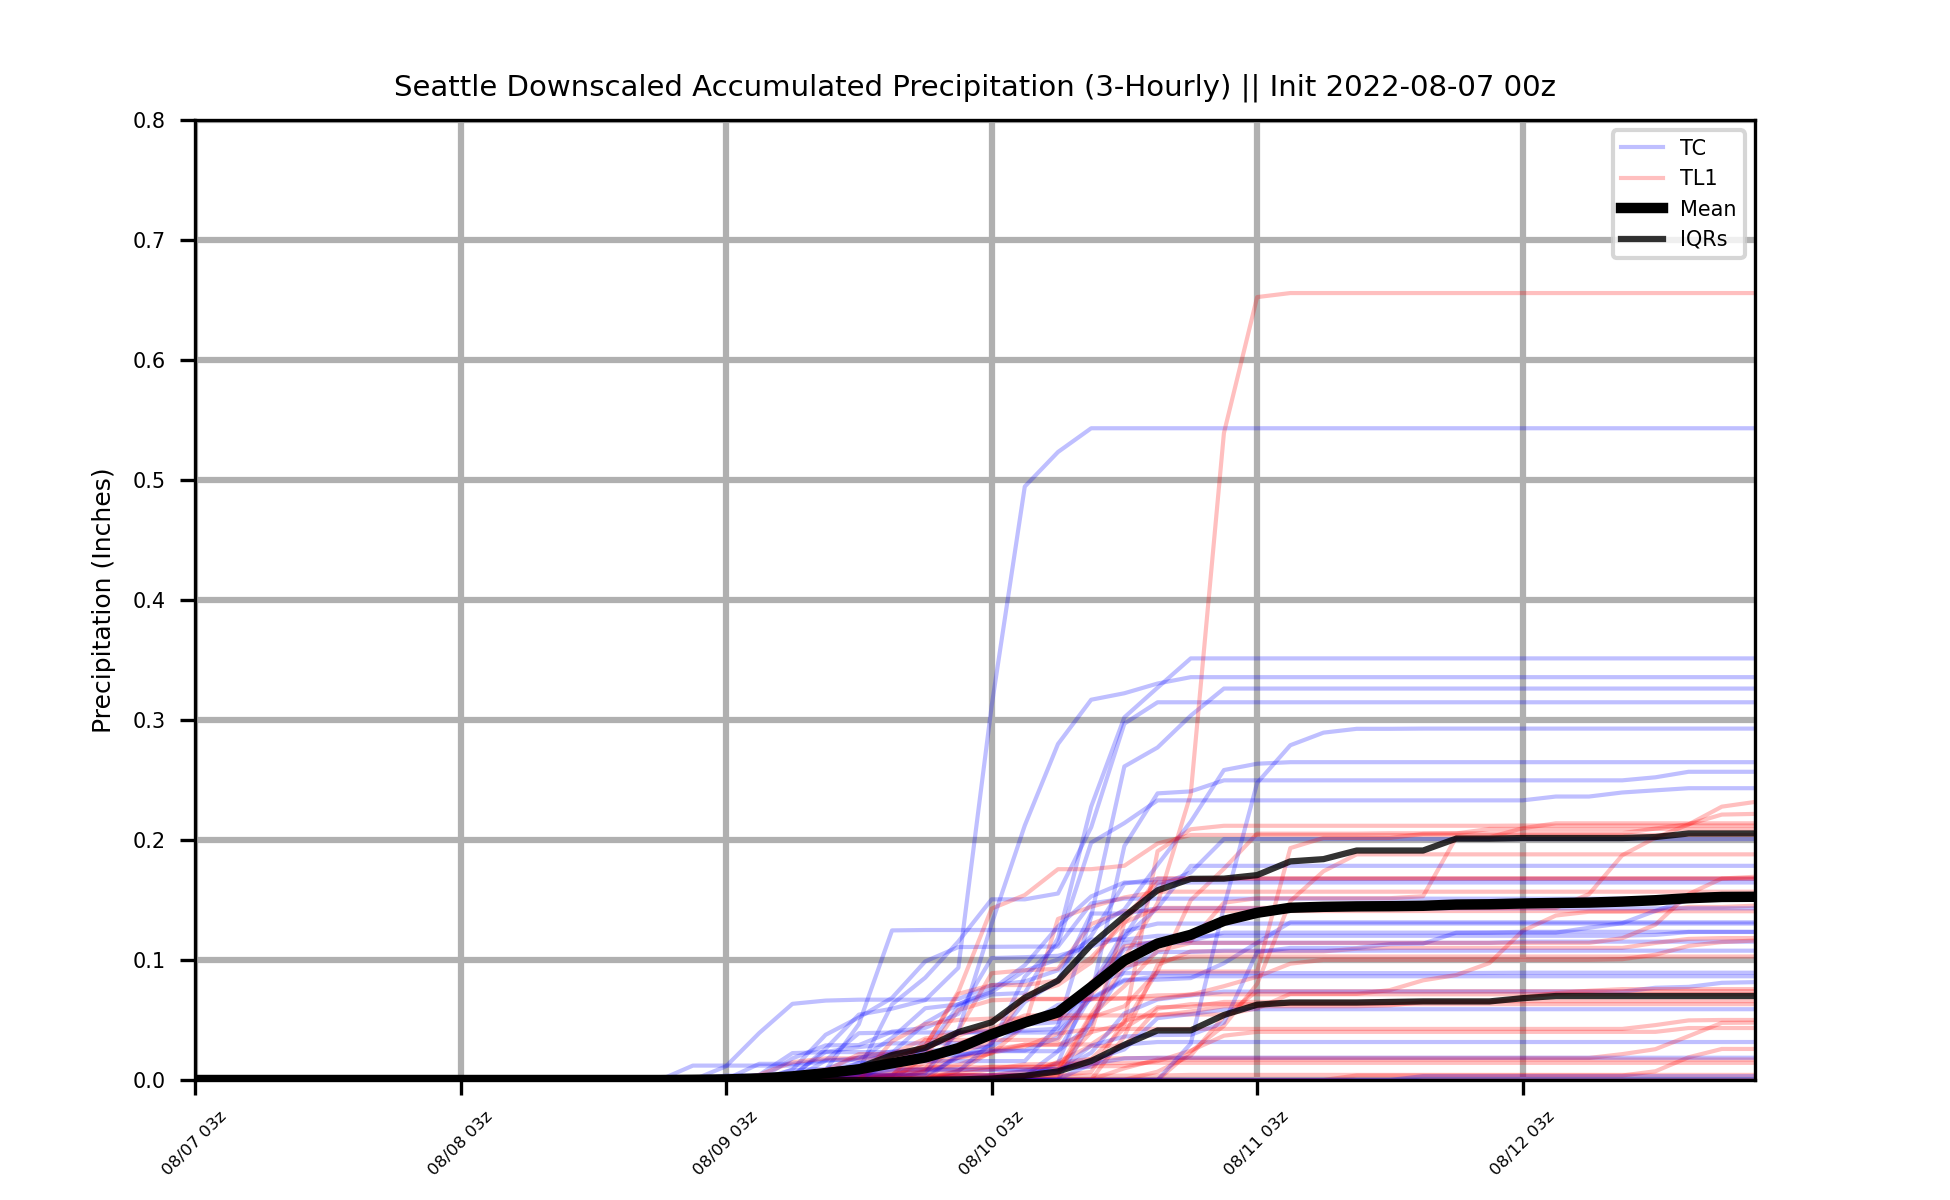 Seattle Downscaled Accumulated Precipitation (3-Hourly) || Init 2022-08-07 00z
Precipitation (Inches)
0.8
0.7
0.6
0.5
0.4
0.3
0.2
0.1
0.0
TC
TL1
Mean
IQRs
08/07 03z
08/08 03z
08/09 03z
08/10 03z
08/11 03z
08/12 03z